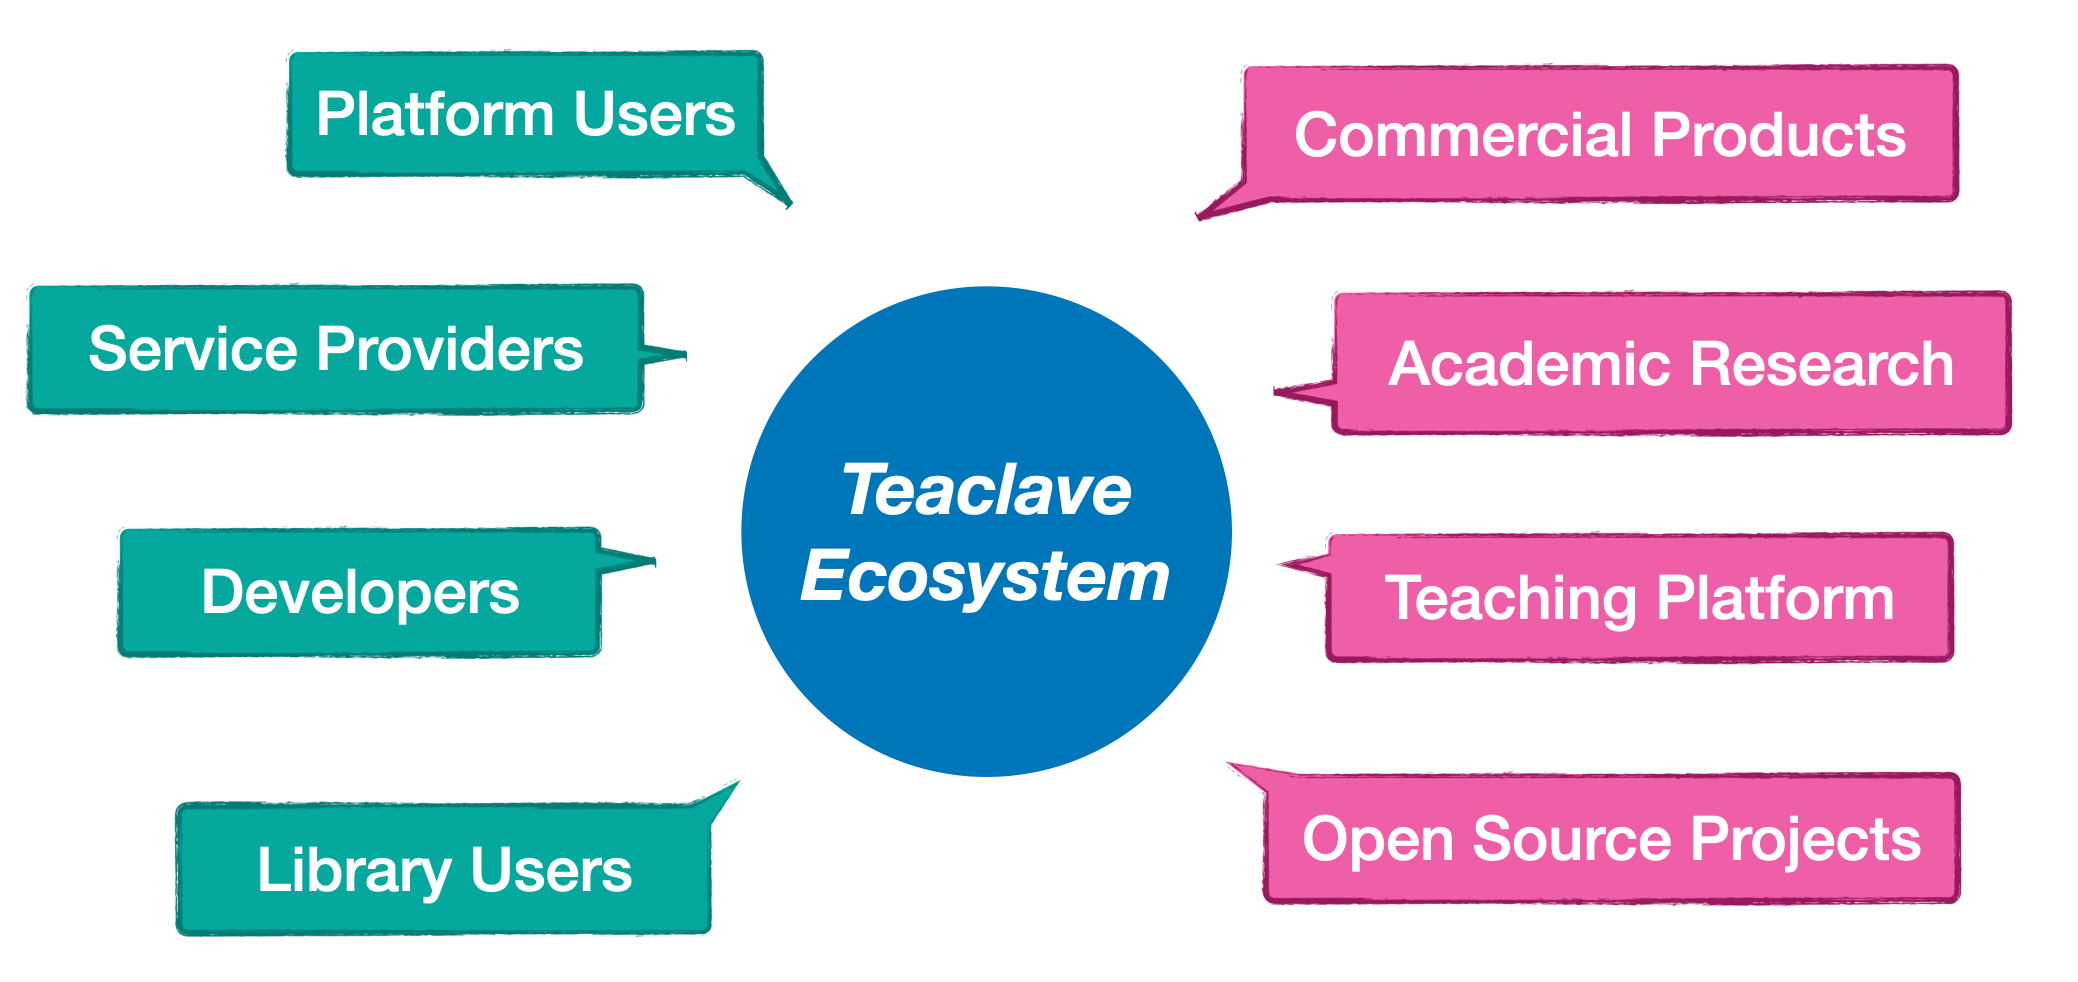 Platform Users
Service Providers
Developers
Library Users
Teaclave
Ecosystem
Commercial Products
Academic Research
Teaching Platform
Open Source Projects